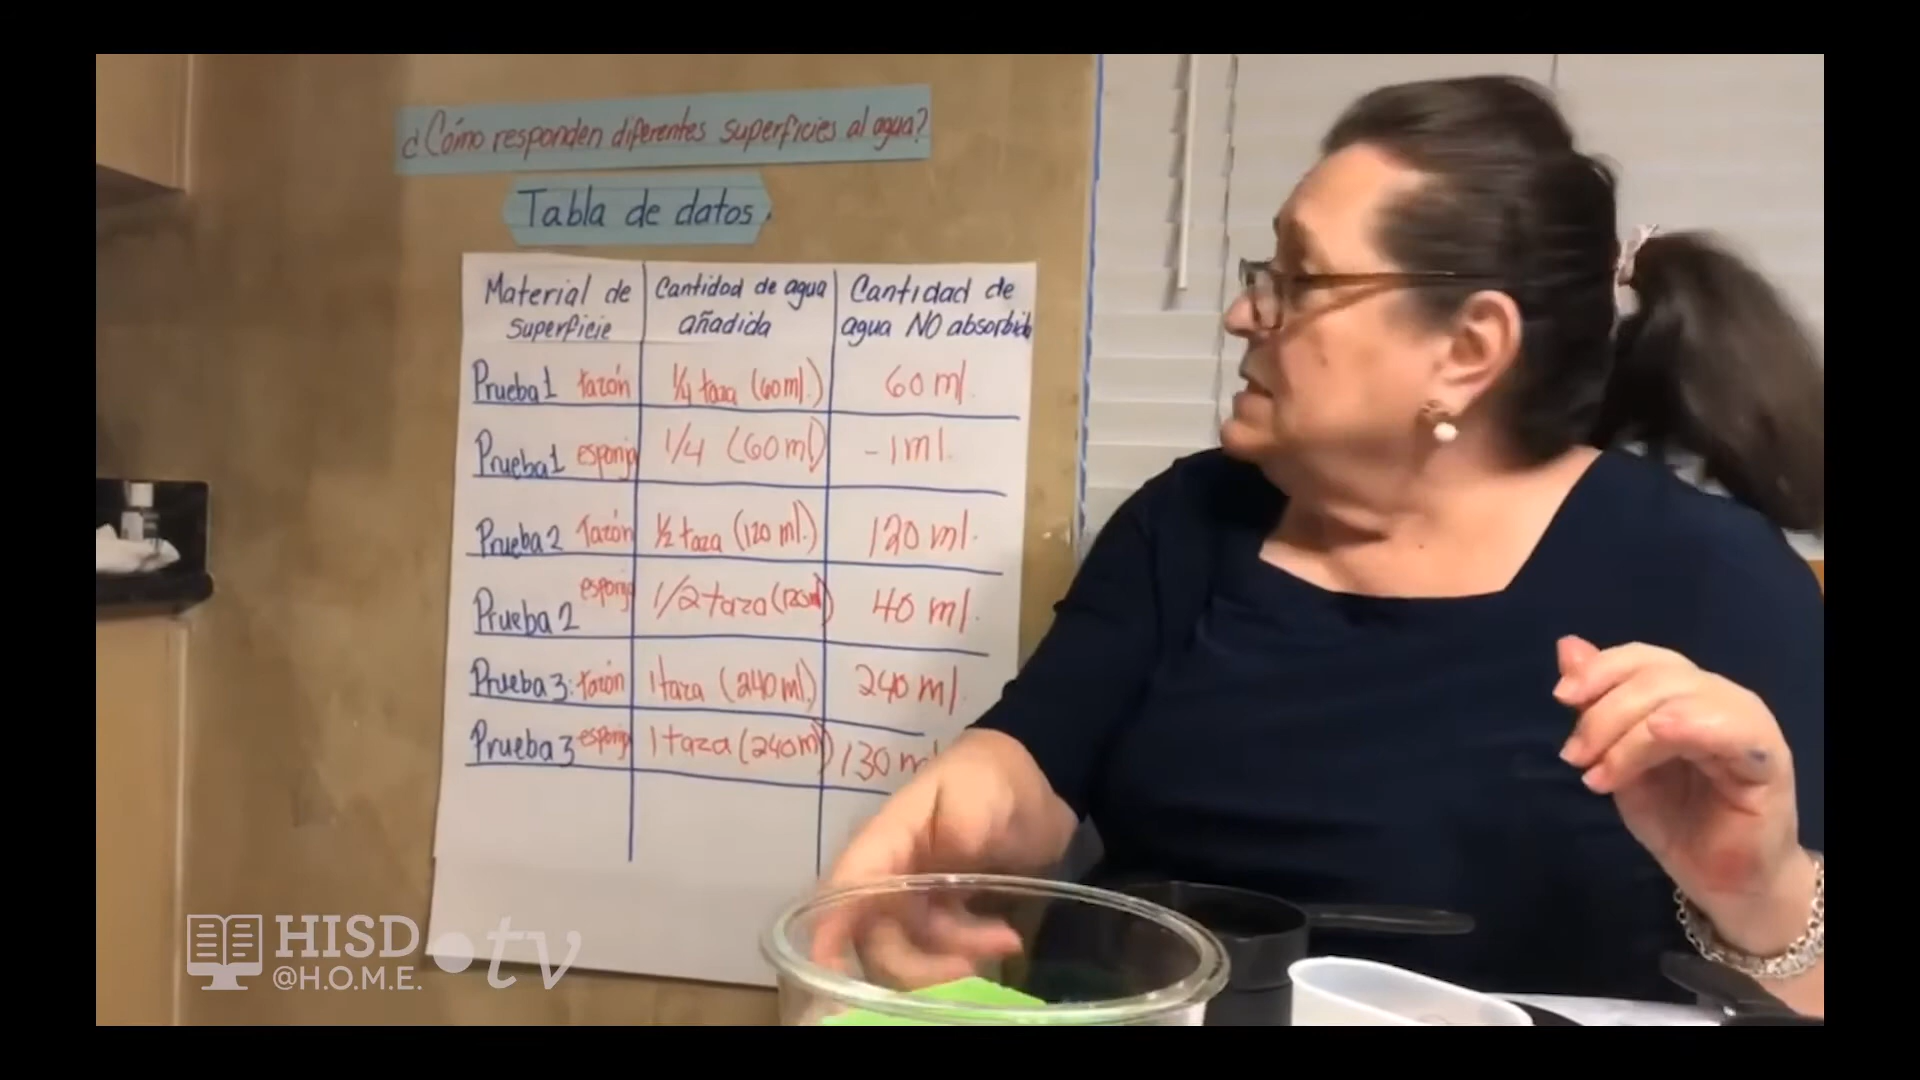 ¿Cómo responden diferentes superficies al agua?
Tabla de datos.
Material de superficie
Cantidad de agua añadida
Cantidad de agua NO absorbida
Prueba 1 tazón
1/4 taza (60 ml.)
60 ml.
Prueba 1 esponja
1/4 (60 ml)
-1 ml.
Prueba 2 Tazón
1/2 taza (120 ml.)
120 ml.
Prueba 2 esponja
1/2 taza (120 ml)
40 ml.
Prueba 3: tazón
1 taza (240 ml.)
240 ml.
Prueba 3 esponja
1 taza (240 ml)
130 m
HISD
@H.O.M.E.
.tv